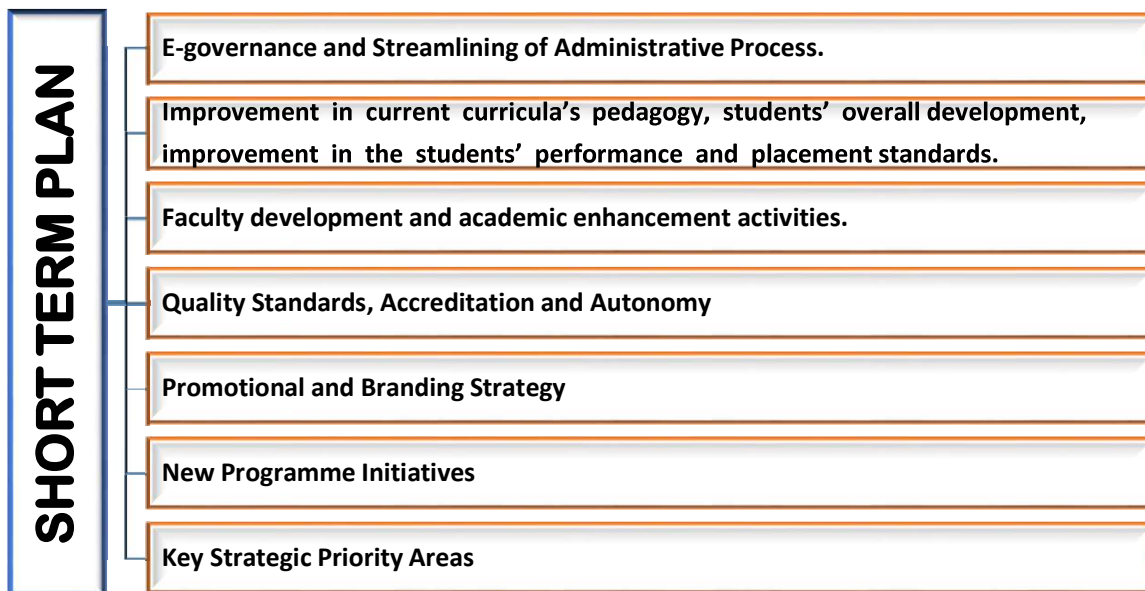 SHORT TERM PLAN
E-governance and Streamlining of Administrative Process.
Improvement in current curricula’s pedagogy, students’ overall development,
improvement in the students’ performance and placement standards.
Faculty development and academic enhancement activities.
Quality Standards, Accreditation and Autonomy
Promotional and Branding Strategy
New Programme Initiatives
Key Strategic Priority Areas